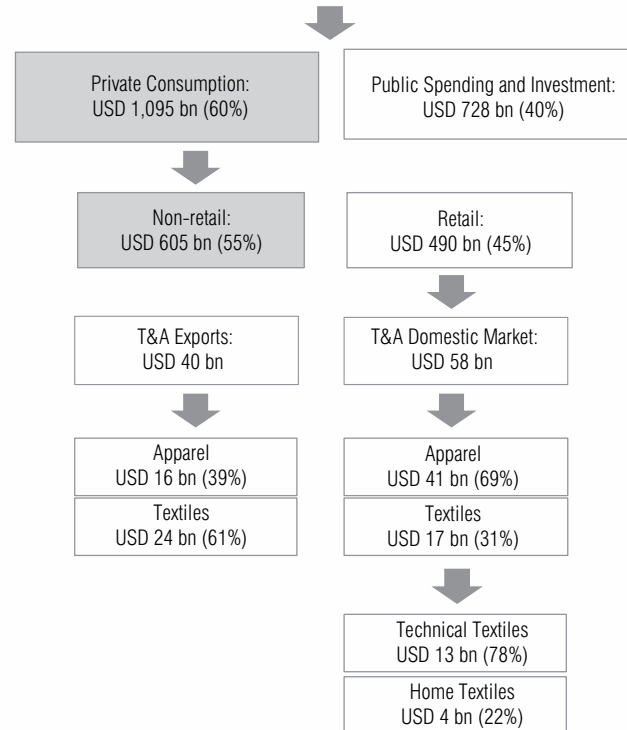 Private Consumption:
USD 1,095 bn (60%)
Public Spending and Investment:
USD 728 bn (40%)
Non-retail:
USD 605 bn (55%)
Retail:
USD 490 bn (45%)
T&A Exports:
USD 40 bn
T&A Domestic Market:
USD 58 bn
Apparel
USD 16 bn (39%)
Textiles
USD 24 bn (61%)
Apparel
USD 41 bn (69%)
Textiles
USD 17 bn (31%)
Technical Textiles
USD 13 bn (78%)
Home Textiles
USD 4 bn (22%)